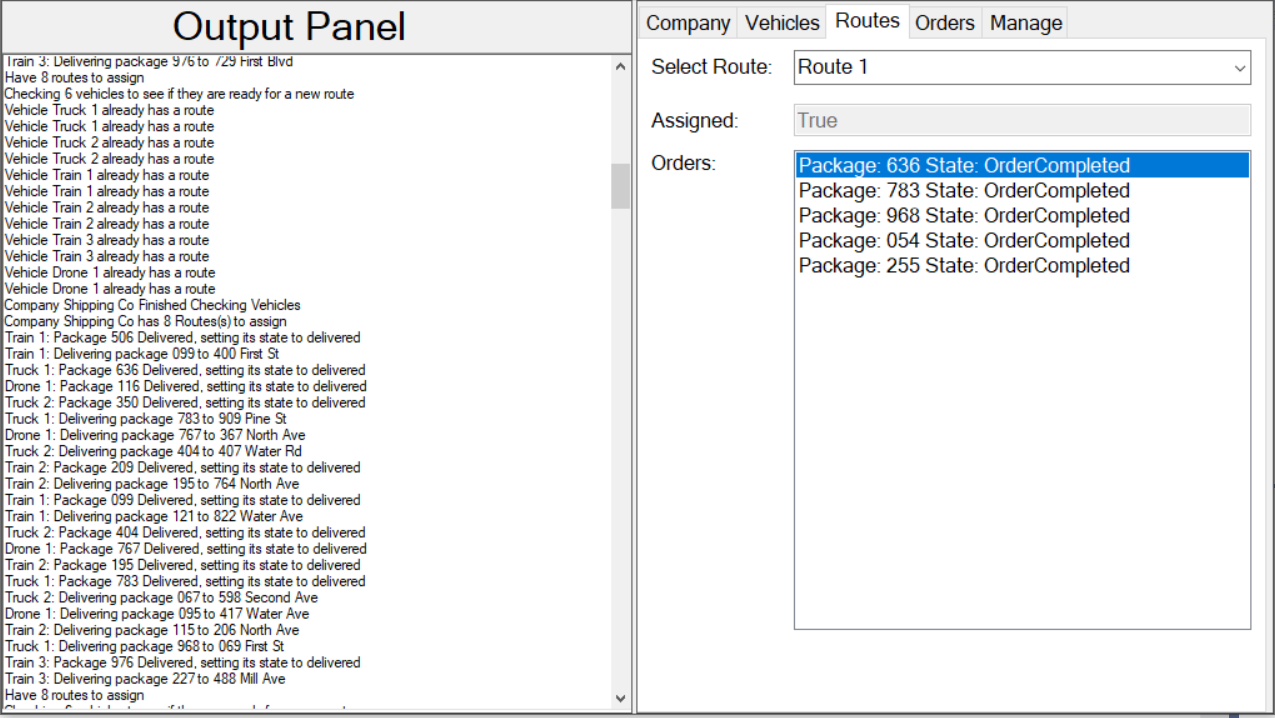 Output Panel
Train 3: Delivering package 976 to 729 First Blvd
Have 8 routes to assign
Checking 6 vehicles to see if they are ready for a new route
Vehicle Truck 1 already has a route
Vehicle Truck 1 already has a route
Vehicle Truck 2 already has a route
Vehicle Truck 2 already has a route
Vehicle Train 1 already has a route
Vehicle Train 1 already has a route
Vehicle Train 2 already has a route
Vehicle Train 2 already has a route
Vehicle Train 3 already has a route
Vehicle Train 3 already has a route
Vehicle Drone 1 already has a route
Vehicle Drone 1 already has a route
Company Shipping Co Finished Checking Vehicles
Company Shipping Co has 8 Routes(s) to assign
Train 1: Package 506 Delivered, setting its state to delivered
Train 1: Delivering package 099 to 400 First St
Truck 1: Package 636 Delivered, setting its state to delivered
Drone 1: Package 116 Delivered, setting its state to delivered
Truck 2: Package 350 Delivered, setting its state to delivered
Truck 1: Delivering package 783 to 909 Pine St
Drone 1: Delivering package 767 to 367 North Ave
Truck 2: Delivering package 404 to 407 Water Rd
Train 2: Package 209 Delivered, setting its state to delivered
Train 2: Delivering package 195 to 764 North Ave
Train 1: Package 099 Delivered, setting its state to delivered
Train 1: Delivering package 121 to 822 Water Ave
Truck 2: Package 404 Delivered, setting its state to delivered
Drone 1: Package 767 Delivered, setting its state to delivered
Train 2: Package 195 Delivered, setting its state to delivered
Truck 1: Package 783 Delivered, setting its state to delivered
Truck 2: Delivering package 067 to 598 Second Ave
Drone 1: Delivering package 095 to 417 Water Ave
Train 2: Delivering package 115 to 206 North Ave
Truck 1: Delivering package 968 to 069 First St
Train 3: Package 976 Delivered, setting its state to delivered
Train 3: Delivering package 227 to 488 Mill Ave
Have 8 routes to assign
Company Vehicles Routes Orders Manage
Select Route: Route 1
Assigned: True
Orders:
Package: 636 State: OrderCompleted
Package: 783 State: OrderCompleted
Package: 968 State: OrderCompleted
Package: 054 State: OrderCompleted
Package: 255 State: OrderCompleted